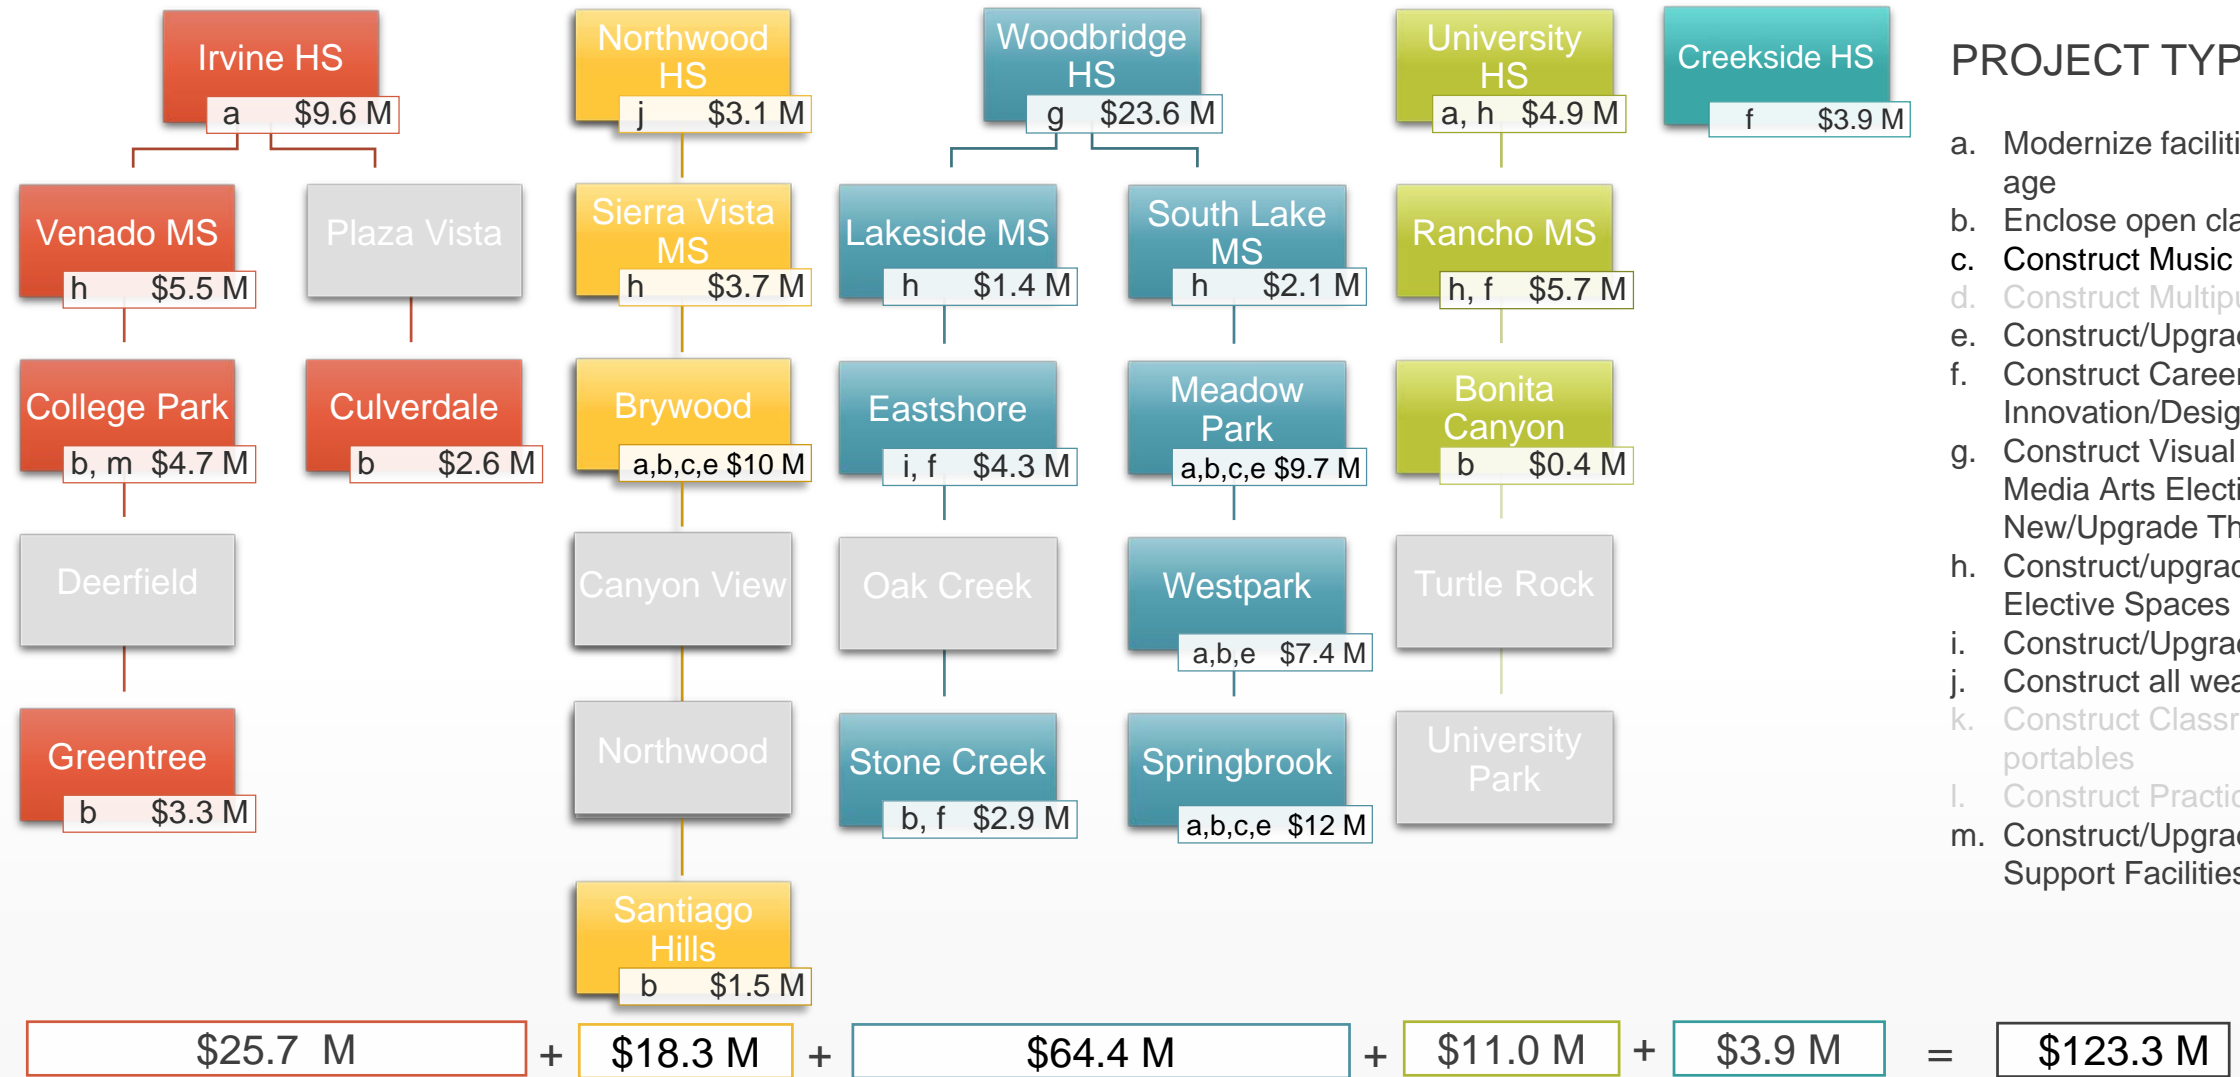 Irvine HS
a $9.6 M
Northwood
HS
j $3.1 M
Woodbridge
HS
g $23.6 M
University
HS
a, h $4.9 M
Creekside HS
f $3.9 M
Venado MS
h $5.5 M
Plaza Vista
Sierra Vista
MS
h $3.7 M
Lakeside MS
h $1.4 M
South Lake
MS
h $2.1 M
Rancho MS
h, f $5.7 M
College Park
b, m $4.7 M
Culverdale
b $2.6 M
Brywood
a,b,c,e $10 M
Eastshore
i, f $4.3 M
Meadow
Park
a,b,c,e $9.7 M
Bonita
Canyon
b $0.4 M
Deerfield
Canyon View
Oak Creek
Westpark
a,b,e $7.4 M
Turtle Rock
Greentree
b $3.3 M
Northwood
Stone Creek
b, f $2.9 M
Springbrook
a,b,c,e $12 M
University
Park
Santiago
Hills
b $1.5 M
$25.7 M + $18.3 M + $64.4 M + $11.0 M + $3.9 M = $123.3 M
PROJECT TYP
a. Modernize faciliti
age
b. Enclose open cla
c. Construct Music
d. Construct Multipu
e. Construct/Upgrad
f. Construct Career
Innovation/Desig
g. Construct Visual
Media Arts Electi
New/Upgrade Th
h. Construct/upgrad
Elective Spaces
i. Construct/Upgrad
j. Construct all wea
k. Construct Classr
portables
l. Construct Practic
m. Construct/Upgrad
Support Facilities